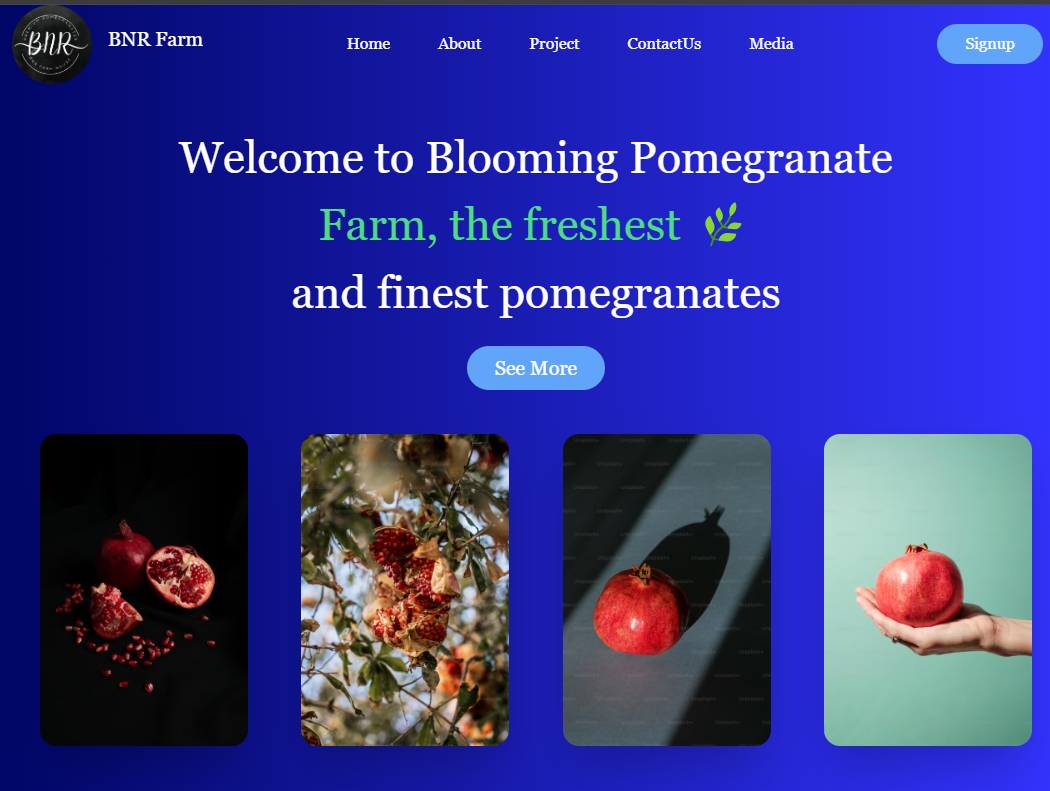 BNR
BNR Farm
Home
About
Project
ContactUs
Media
Signup
Welcome to Blooming Pomegranate
Farm, the freshest
and finest pomegranates
See More